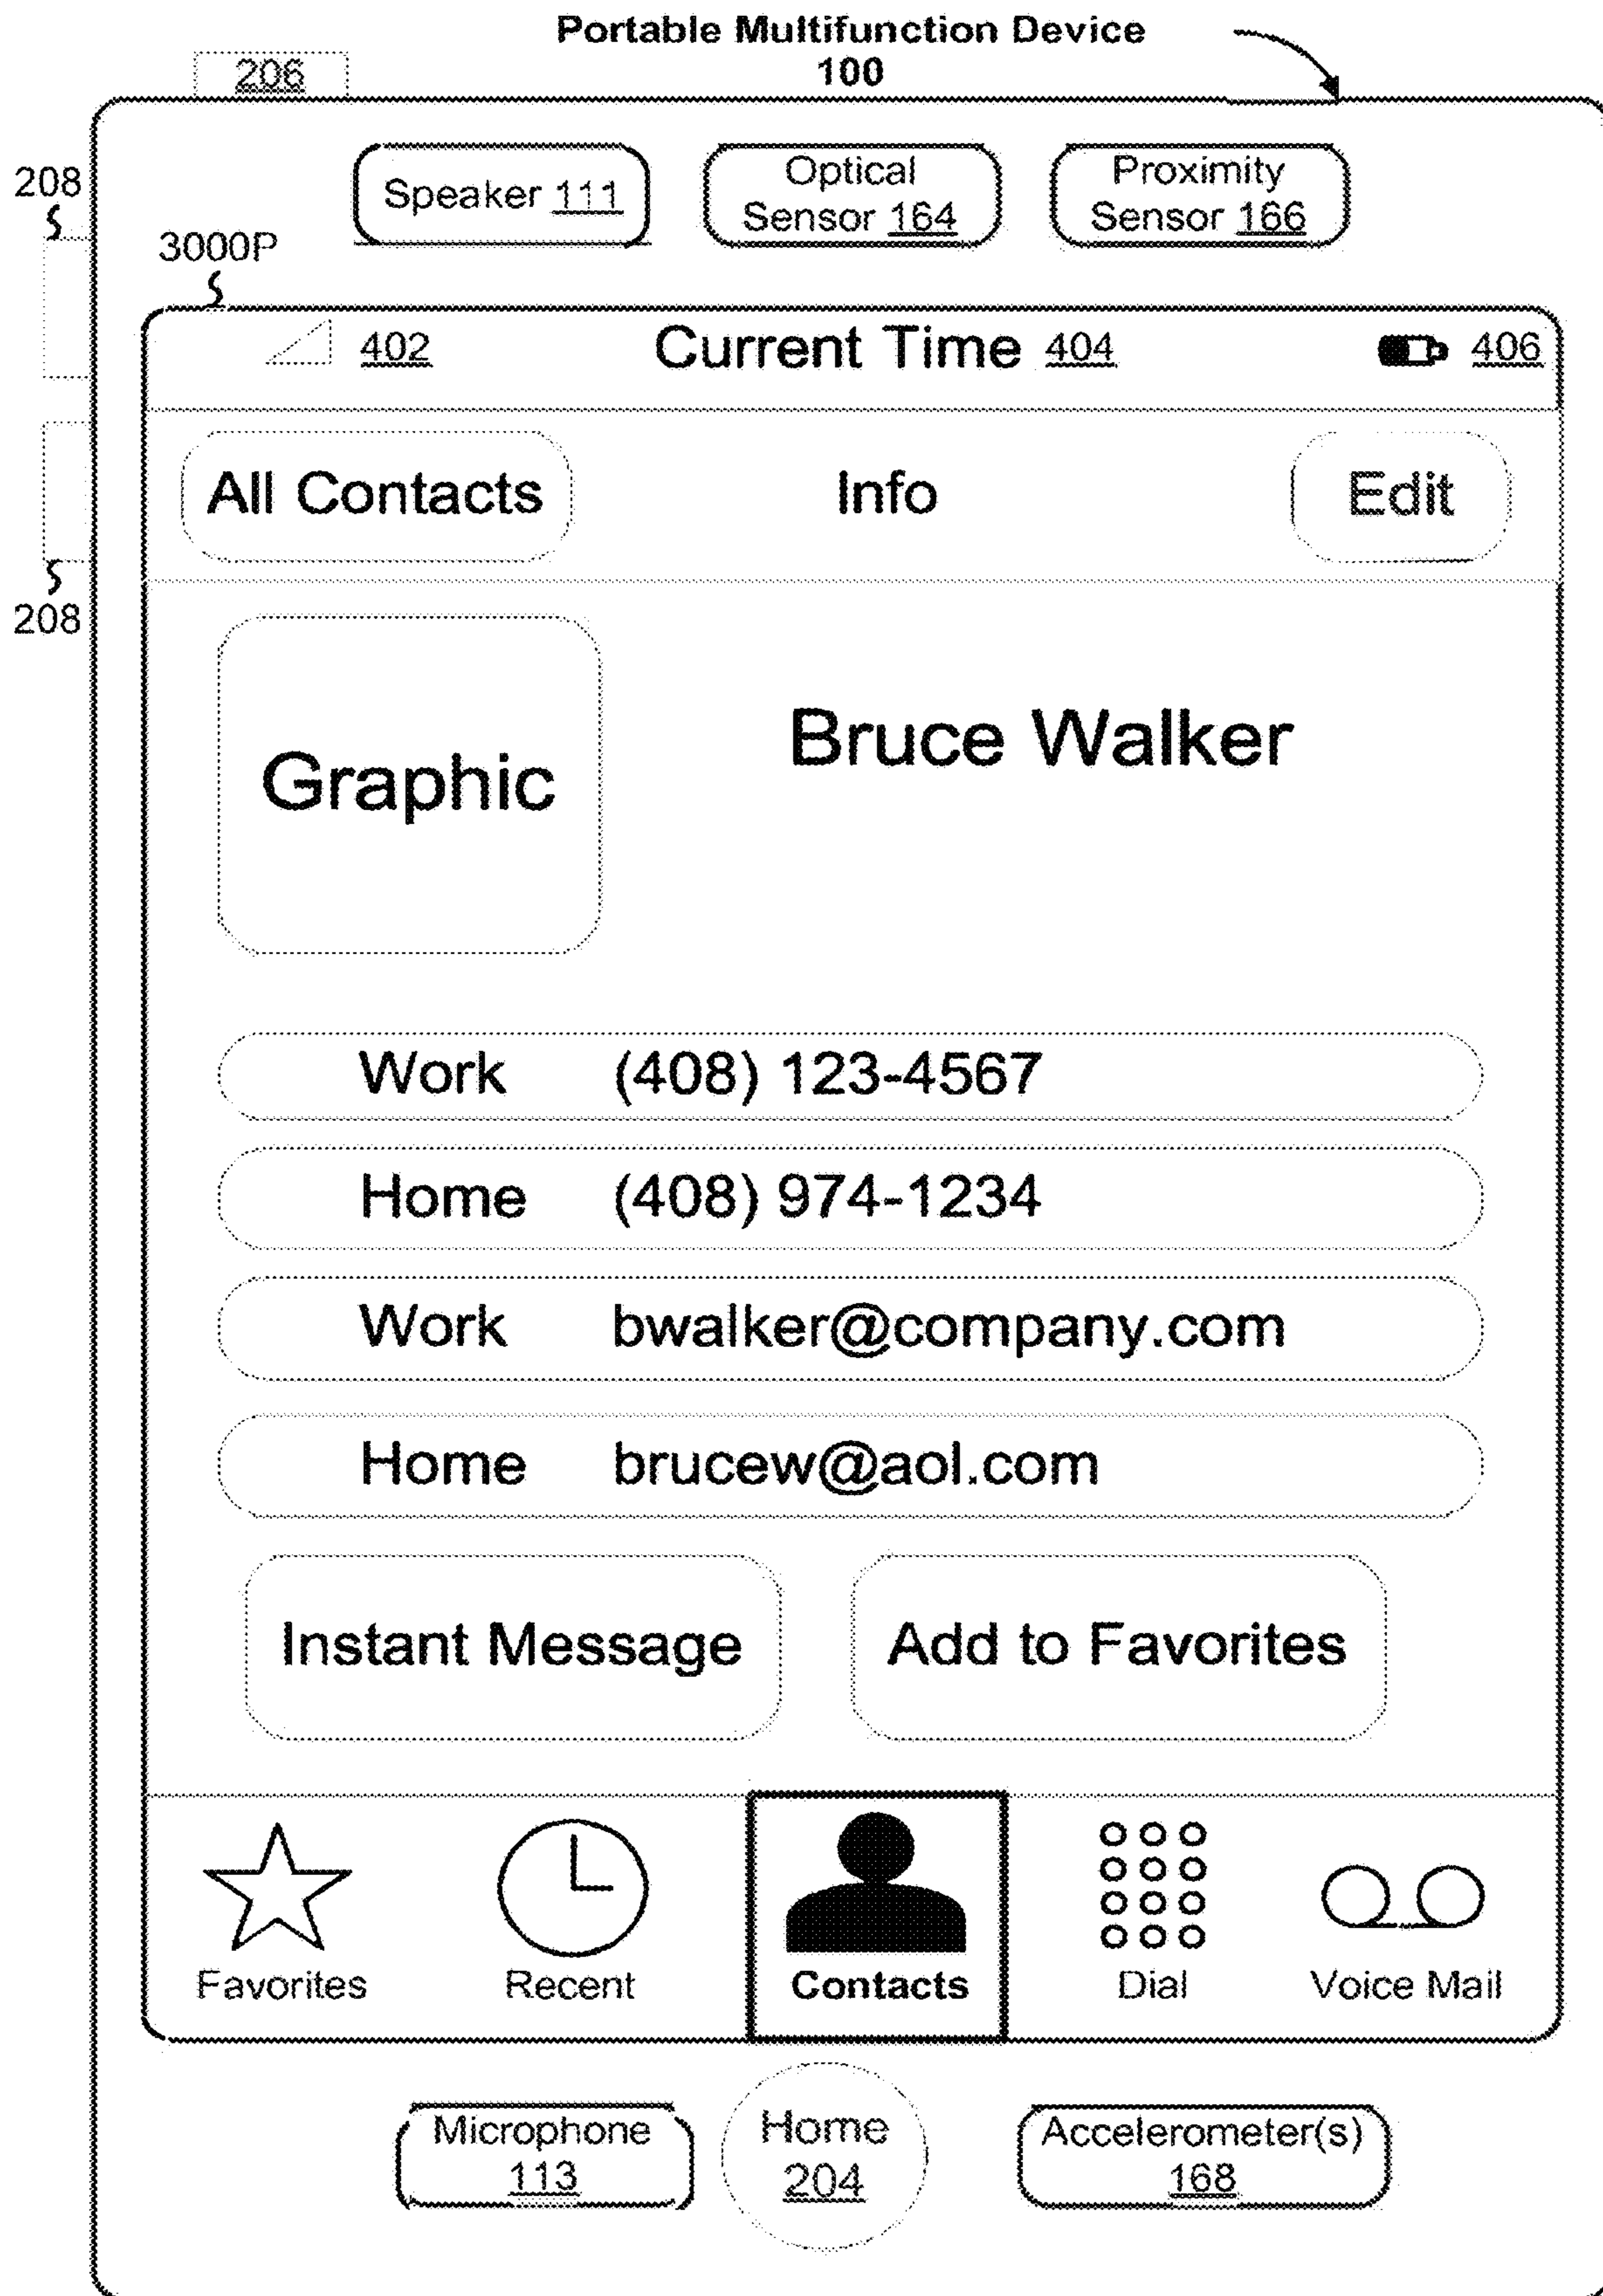 Portable Multifunction Device
100
206
208
Speaker 111
Optical
Sensor 164
Proximity
Sensor 166
3000P
402
Current Time 404
406
All Contacts
Info
Edit
208
Graphic
Bruce Walker
Work (408) 123-4567
Home (408) 974-1234
Work bwalker@company.com
Home brucew@aol.com
Instant Message
Add to Favorites
Favorites
Recent
Contacts
Dial
Voice Mail
Microphone
113
Home
204
Accelerometer(s)
168